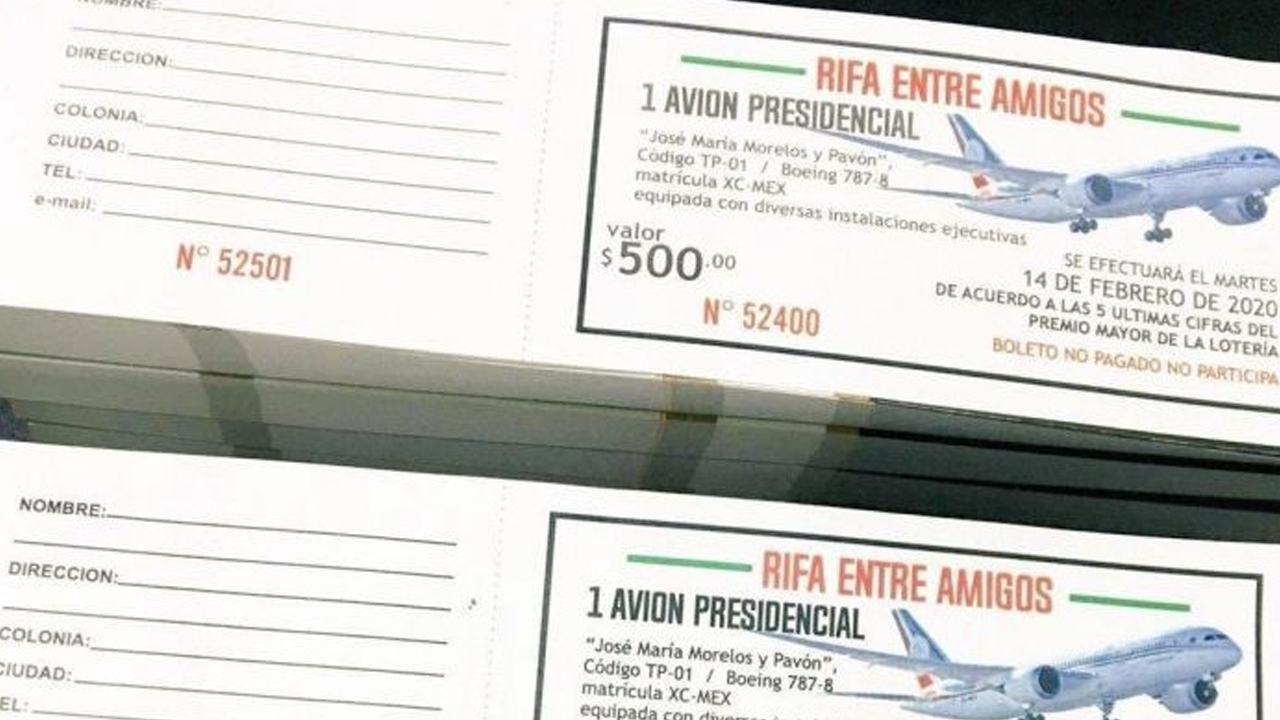 NOMBRE:
DIRECCION:
COLONIA:
CIUDAD:
TEL:
e-mail:
N° 52501
RIFA ENTRE AMIGOS
1 AVION PRESIDENCIAL
"José María Morelos y Pavón",
Código TP-01 / Boeing 787-8
matrícula XC-MEX
equipada con diversas instalaciones ejecutivas
valor
$500.00
N° 52400
SE EFECTUARÁ EL MARTES
14 DE FEBRERO DE 2020
DE ACUERDO A LAS 5 ULTIMAS CIFRAS DEL
PREMIO MAYOR DE LA LOTERÍA
BOLETO NO PAGADO NO PARTICIPA
NOMBRE:
DIRECCION:
COLONIA:
CIUDAD:
TEL:
RIFA ENTRE AMIGOS
1 AVION PRESIDENCIAL
"José María Morelos y Pavón",
Código TP-01 / Boeing 787-8
matrícula XC-MEX
equipada con